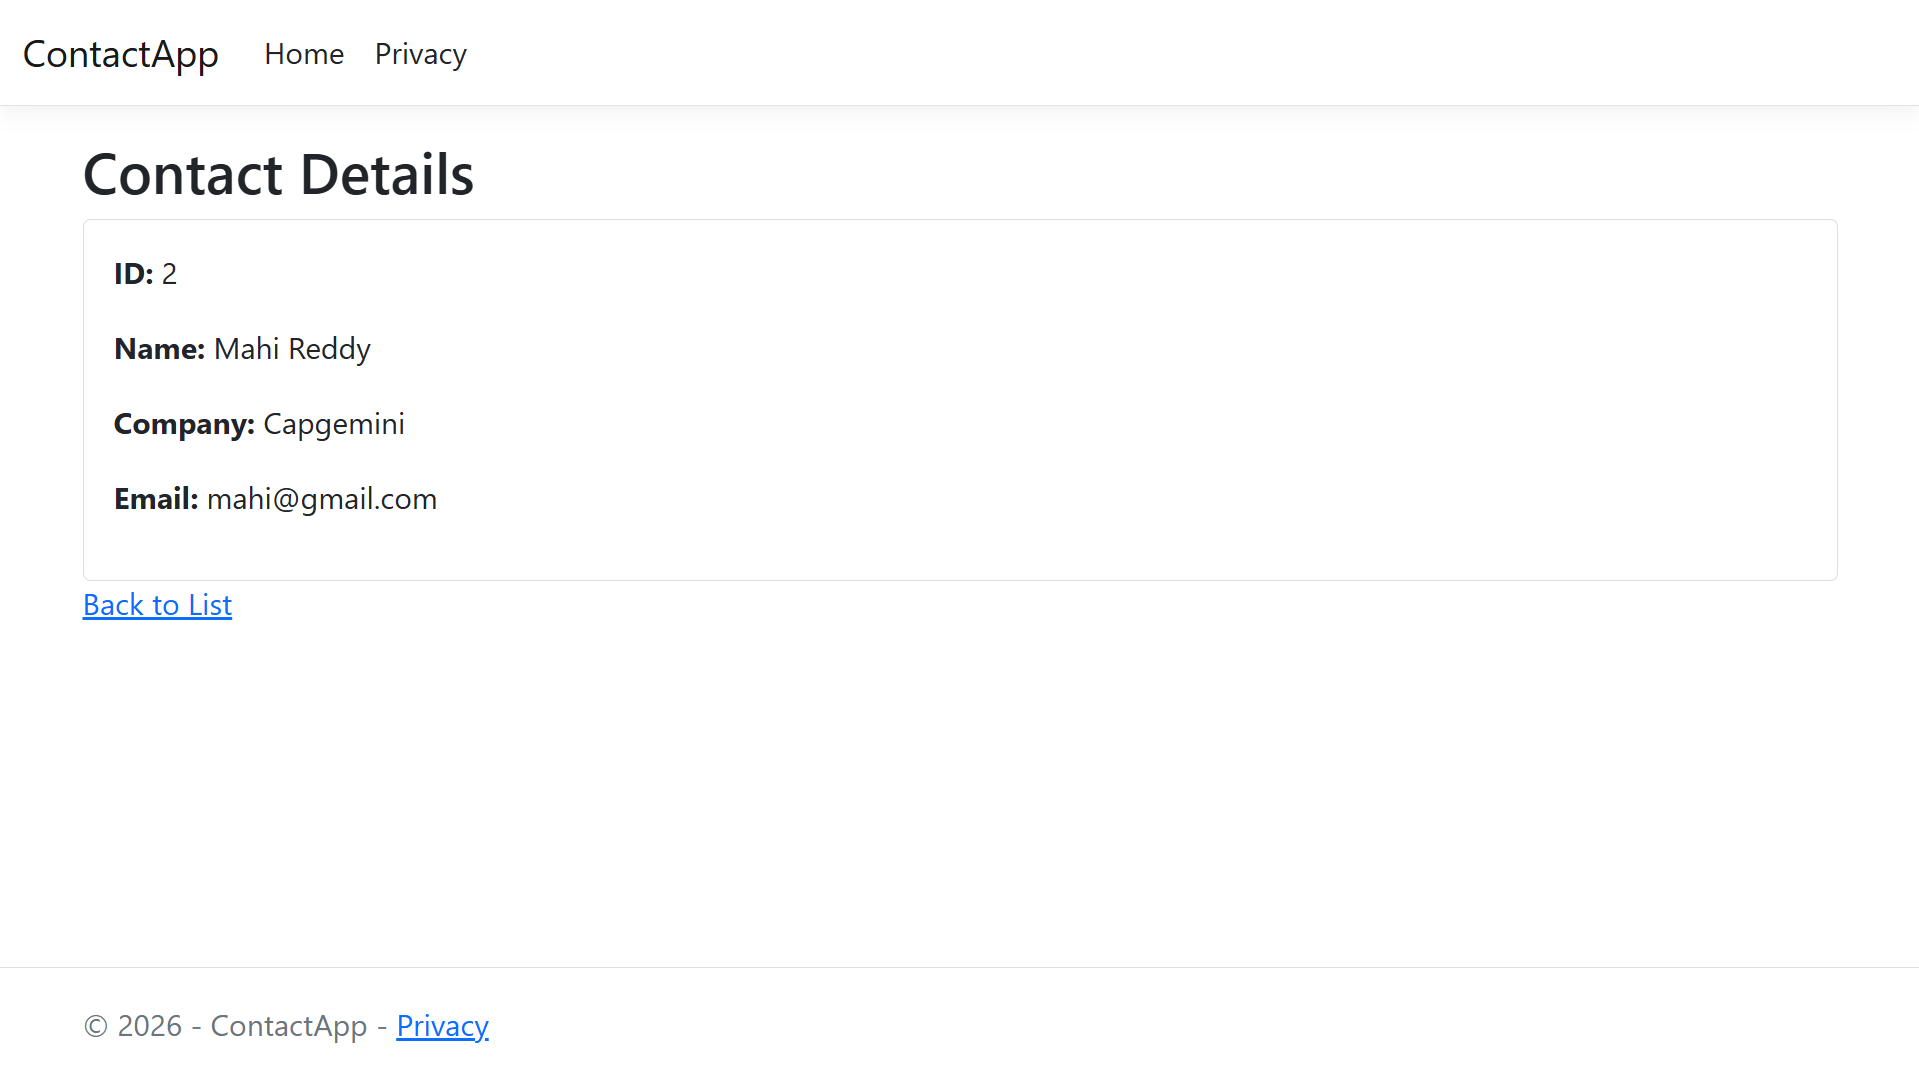 ContactApp Home Privacy
Contact Details
ID: 2
Name: Mahi Reddy
Company: Capgemini
Email: mahi@gmail.com
Back to List
© 2026 - ContactApp - Privacy